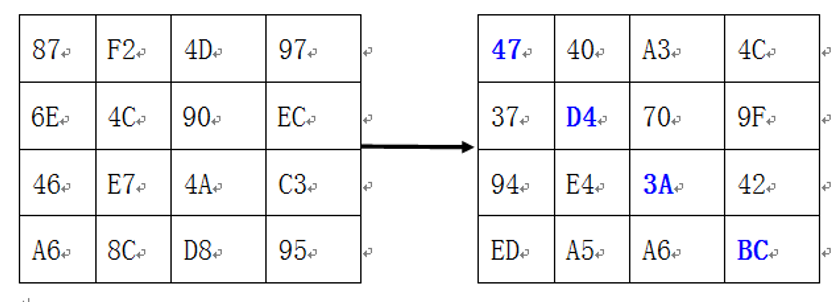 87 F2 4D 97 47 40 A3 4C
6E 4C 90 EC 37 D4 70 9F
46 E7 4A C3 94 E4 3A 42
A6 8C D8 95 ED A5 A6 BC